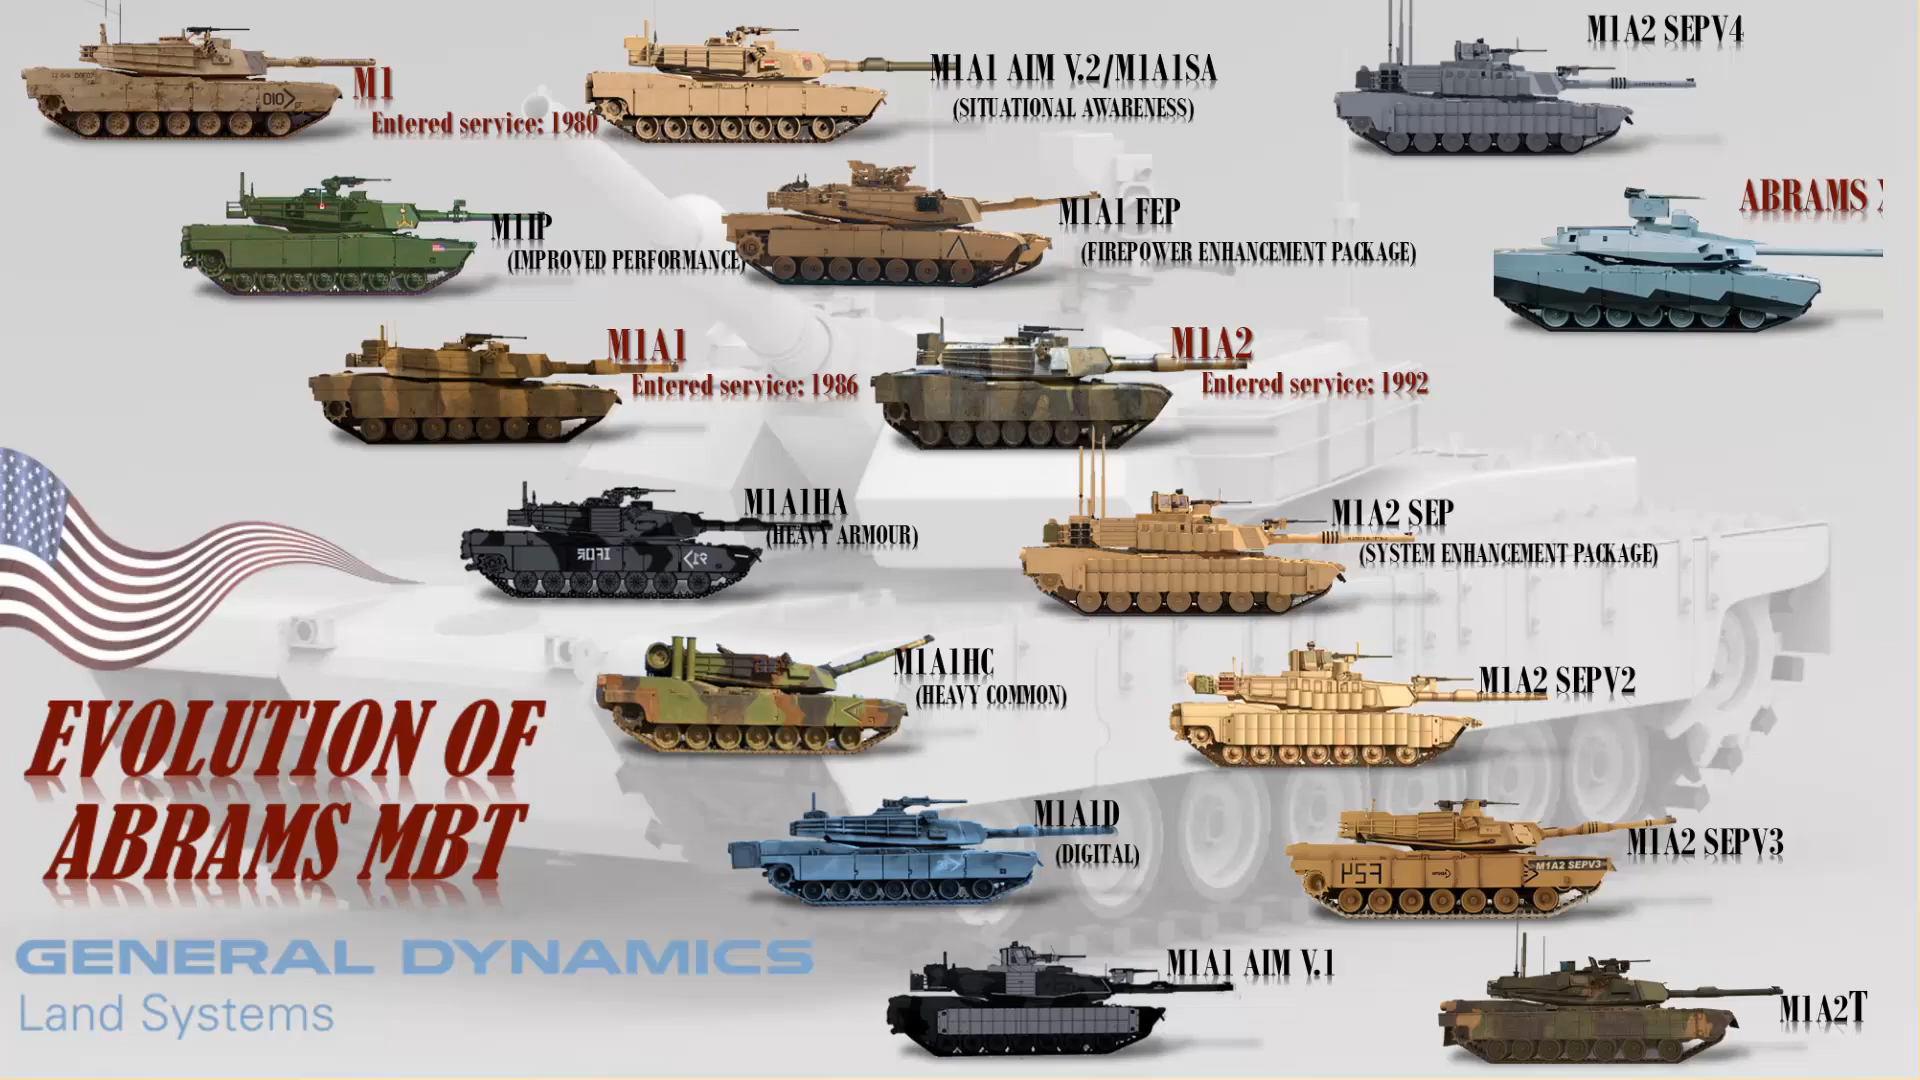 M1
Entered service: 1980
M1IP
(IMPROVED PERFORMANCE)
M1A1
Entered service: 1986
M1A1HA
(HEAVY ARMOUR)
M1A1HC
(HEAVY COMMON)
M1A1D
(DIGITAL)
M1A1 AIM V.1
M1A1 AIM V.2/M1A1SA
(SITUATIONAL AWARENESS)
M1A1 FEP
(FIREPOWER ENHANCEMENT PACKAGE)
M1A2
Entered service: 1992
M1A2 SEP
(SYSTEM ENHANCEMENT PACKAGE)
M1A2 SEPV2
M1A2 SEPV3
M1A2 SEPV3
M1A2T
M1A2 SEPV4
ABRAMS
EVOLUTION OF
ABRAMS MBT
GENERAL DYNAMICS
Land Systems